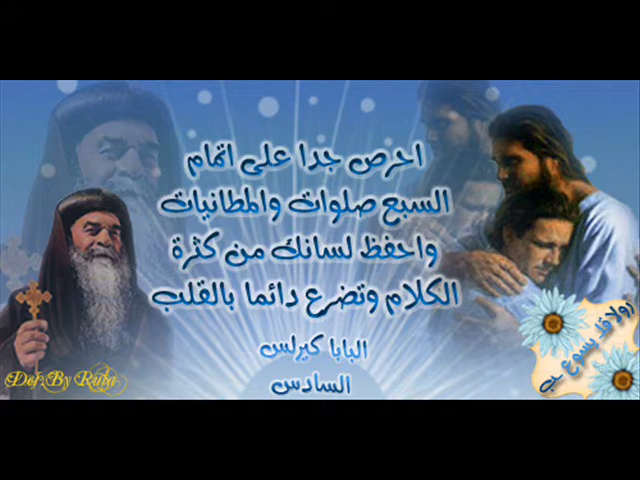 احرص جدا على اتمام
السبع صلوات والمطانيات
واحفظ لسانك من كثرة
الكلام وتضرع دائما بالقلب
البابا كيرلس
السادس
Des.By Rula